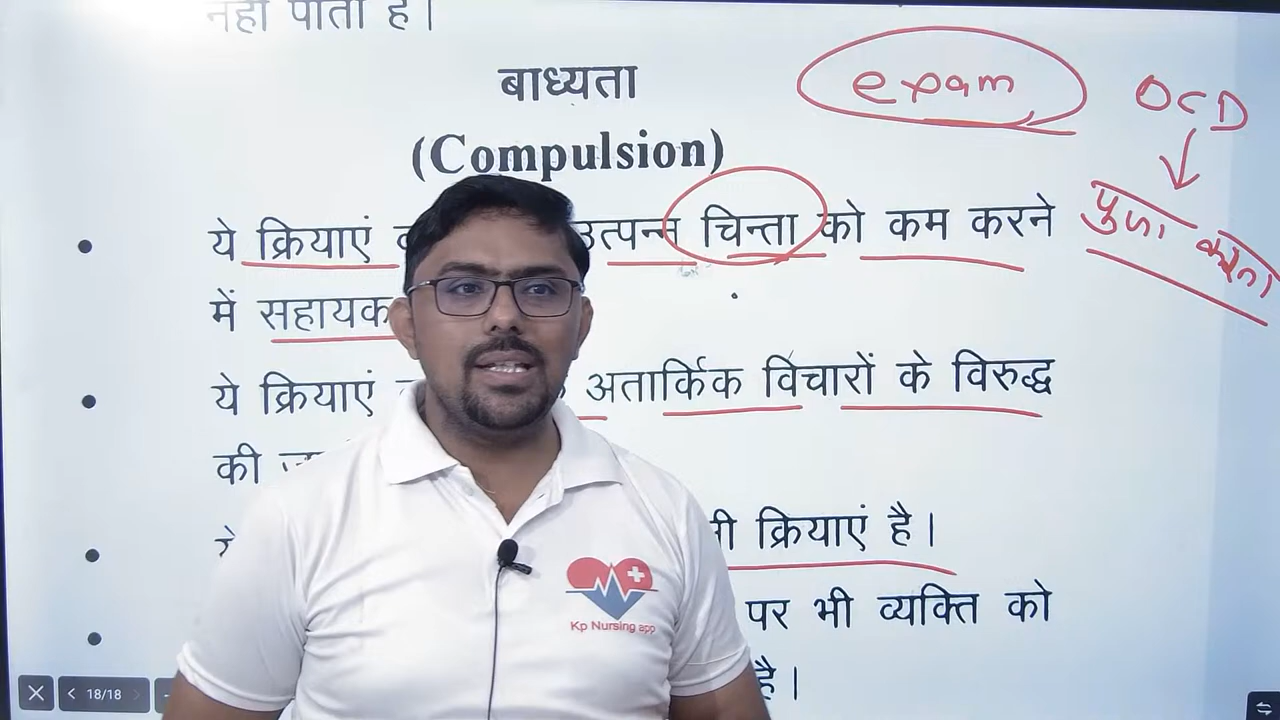 नहीं पाता है।
बाध्यता
(Compulsion)
exam
OCD
पुजा करना
ये क्रियाएं उत्पन्न चिन्ता को कम करने
में सहायक
ये क्रियाएं अतार्किक विचारों के विरुद्ध
की
क्रियाएं है।
पर भी व्यक्ति को
है।
Kp Nursing app
18/18